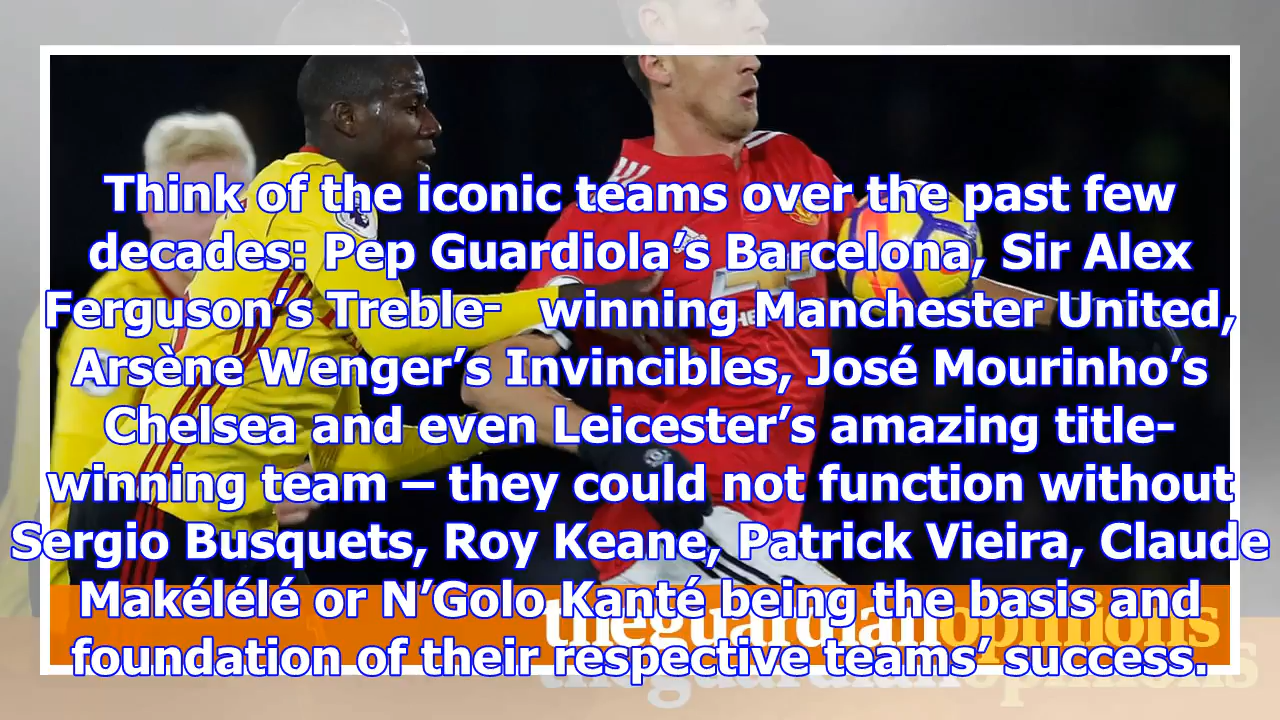 Think of the iconic teams over the past few
decades: Pep Guardiola’s Barcelona, Sir Alex
Ferguson’s Treble- winning Manchester United,
Arsène Wenger’s Invincibles, José Mourinho’s
Chelsea and even Leicester’s amazing title-
winning team – they could not function without
Sergio Busquets, Roy Keane, Patrick Vieira, Claude
Makélélé or N’Golo Kanté being the basis and
foundation of their respective teams’ success.
theguardianopinions
theguardianopinions